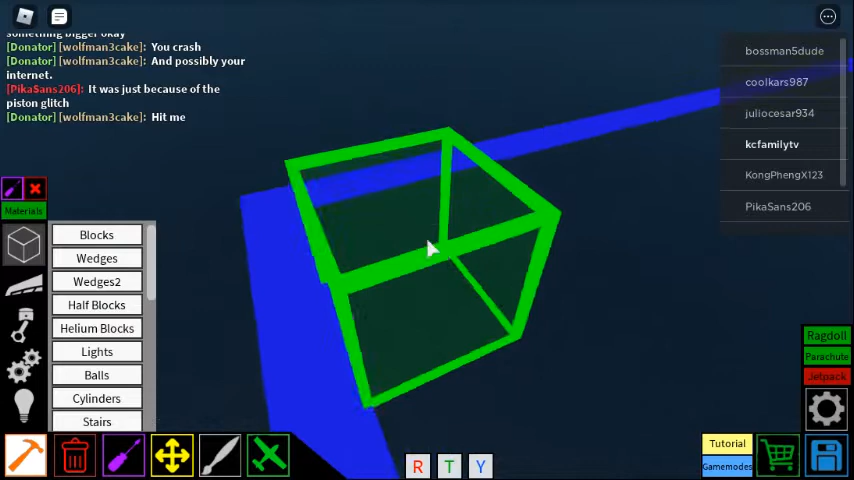 something bigger okay
[Donator] [wolfman3cake]: You crash
[Donator] [wolfman3cake]: And possibly your
internet.
[PikaSans206]: It was just because of the
piston glitch
[Donator] [wolfman3cake]: Hit me
bossman5dude
coolkars987
juliocesar934
kcfamilytv
KongPhengX123
PikaSans206
Materials
Blocks
Wedges
Wedges2
Half Blocks
Helium Blocks
Lights
Balls
Cylinders
Stairs
Ragdoll
Parachute
Jetpack
Tutorial
Gamemodes
R T Y